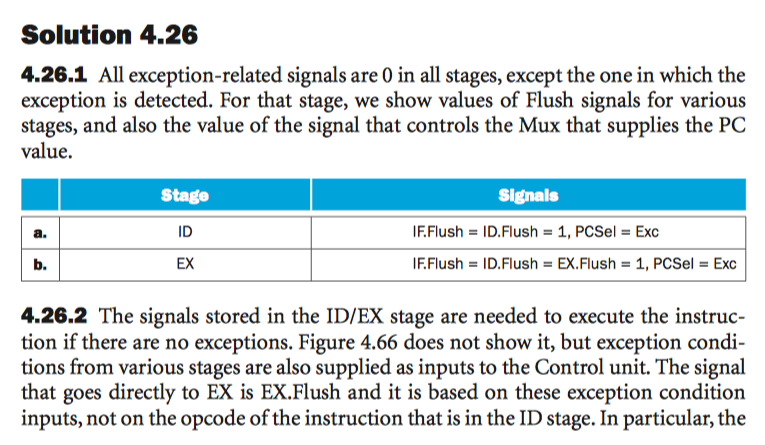 Solution 4.26
4.26.1 All exception-related signals are 0 in all stages, except the one in which the
exception is detected. For that stage, we show values of Flush signals for various
stages, and also the value of the signal that controls the Mux that supplies the PC
value.
Stage Signals
a. ID IF.Flush = ID.Flush = 1, PCSel = Exc
b. EX IF.Flush = ID.Flush = EX.Flush = 1, PCSel = Exc
4.26.2 The signals stored in the ID/EX stage are needed to execute the instruc-
tion if there are no exceptions. Figure 4.66 does not show it, but exception condi-
tions from various stages are also supplied as inputs to the Control unit. The signal
that goes directly to EX is EX.Flush and it is based on these exception condition
inputs, not on the opcode of the instruction that is in the ID stage. In particular, the